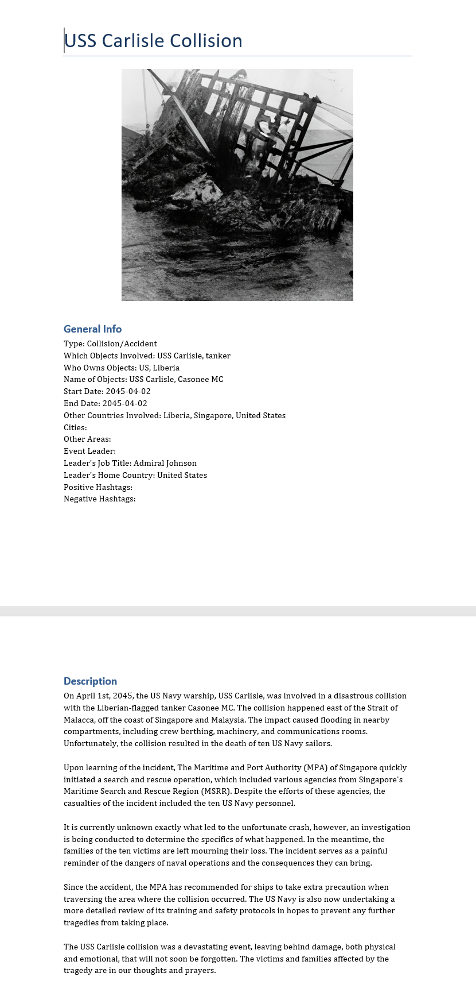 USS Carlisle Collision
General Info
Type: Collision/Accident
Which Objects Involved: USS Carlisle, tanker
Who Owns Objects: US, Liberia
Name of Objects: USS Carlisle, Casonee MC
Start Date: 2045-04-02
End Date: 2045-04-02
Other Countries Involved: Liberia, Singapore, United States
Cities:
Other Areas:
Event Leader:
Leader's Job Title: Admiral Johnson
Leader's Home Country: United States
Positive Hashtags:
Negative Hashtags:
Description
On April 1st, 2045, the US Navy warship, USS Carlisle, was involved in a disastrous collision
with the Liberian-flagged tanker Casonee MC. The collision happened east of the Strait of
Malacca, off the coast of Singapore and Malaysia. The impact caused flooding in nearby
compartments, including crew berthing, machinery, and communications rooms.
Unfortunately, the collision resulted in the death of ten US Navy sailors.
Upon learning of the incident, The Maritime and Port Authority (MPA) of Singapore quickly
initiated a search and rescue operation, which included various agencies from Singapore's
Maritime Search and Rescue Region (MSRR). Despite the efforts of these agencies, the
casualties of the incident included the ten US Navy personnel.
It is currently unknown exactly what led to the unfortunate crash, however, an investigation
is being conducted to determine the specifics of what happened. In the meantime, the
families of the ten victims are left mourning their loss. The incident serves as a painful
reminder of the dangers of naval operations and the consequences they can bring.
Since the accident, the MPA has recommended for ships to take extra precaution when
traversing the area where the collision occurred. The US Navy is also now undertaking a
more detailed review of its training and safety protocols in hopes to prevent any further
tragedies from taking place.
The USS Carlisle collision was a devastating event, leaving behind damage, both physical
and emotional, that will not soon be forgotten. The victims and families affected by the
tragedy are in our thoughts and prayers.